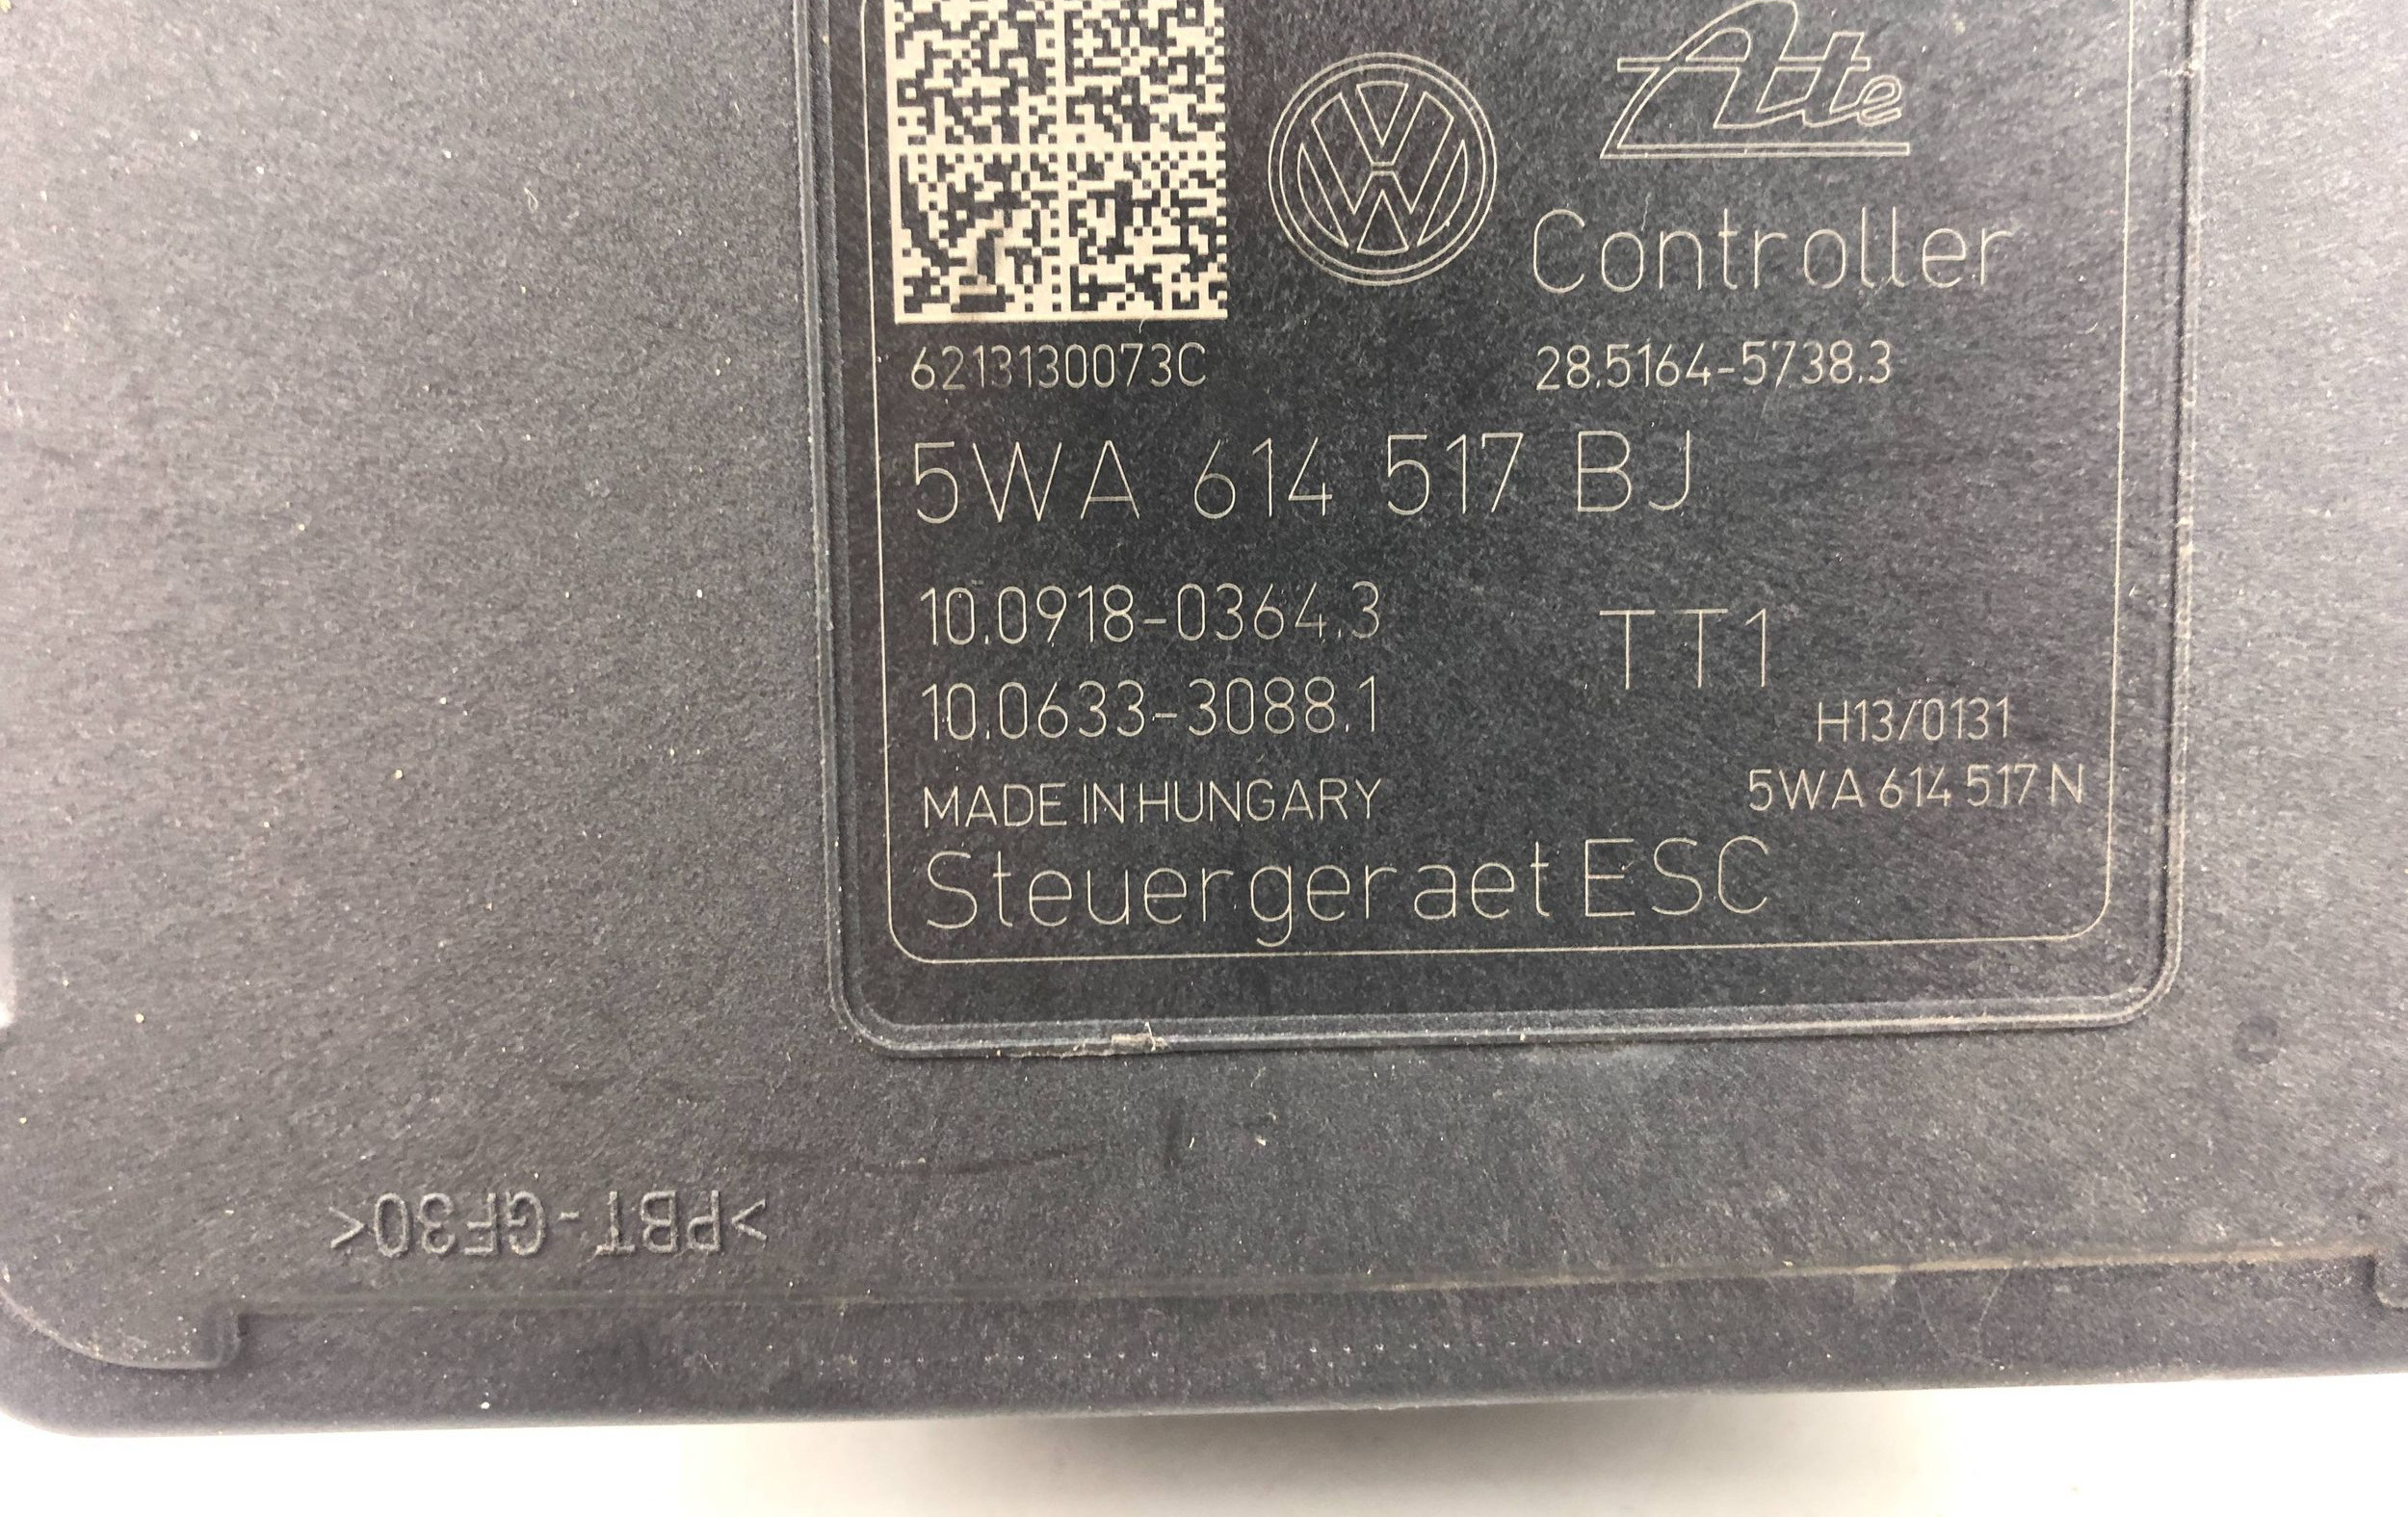 Ate
Controller
6213130073C
28.5164-5738.3
5WA 614 517 BJ
10.0918-0364.3
TT1
10.0633-3088.1
H13/0131
MADE IN HUNGARY
5WA 614 517 N
Steuergeraet ESC
>PBT-GF30<